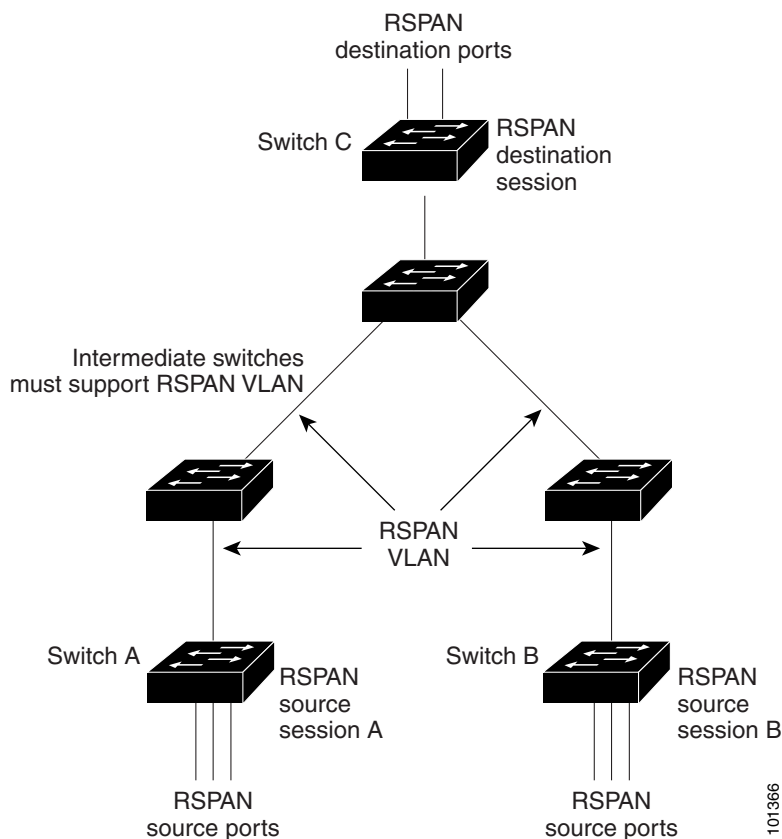 RSPAN
destination ports
Switch C
RSPAN
destination
session
Intermediate switches
must support RSPAN VLAN
RSPAN
VLAN
Switch A
RSPAN
source
session A
Switch B
RSPAN
source
session B
RSPAN
source ports
RSPAN
source ports
101366